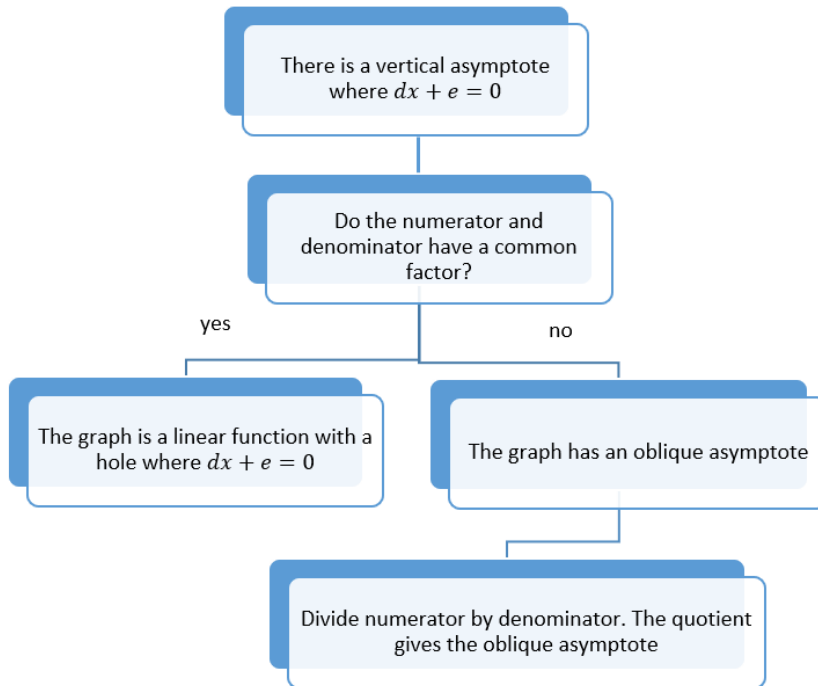 There is a vertical asymptote
where 𝑑𝑥 + 𝑒 = 0
Do the numerator and
denominator have a common
factor?
yes
no
The graph is a linear function with a
hole where 𝑑𝑥 + 𝑒 = 0
The graph has an oblique asymptote
Divide numerator by denominator. The quotient
gives the oblique asymptote